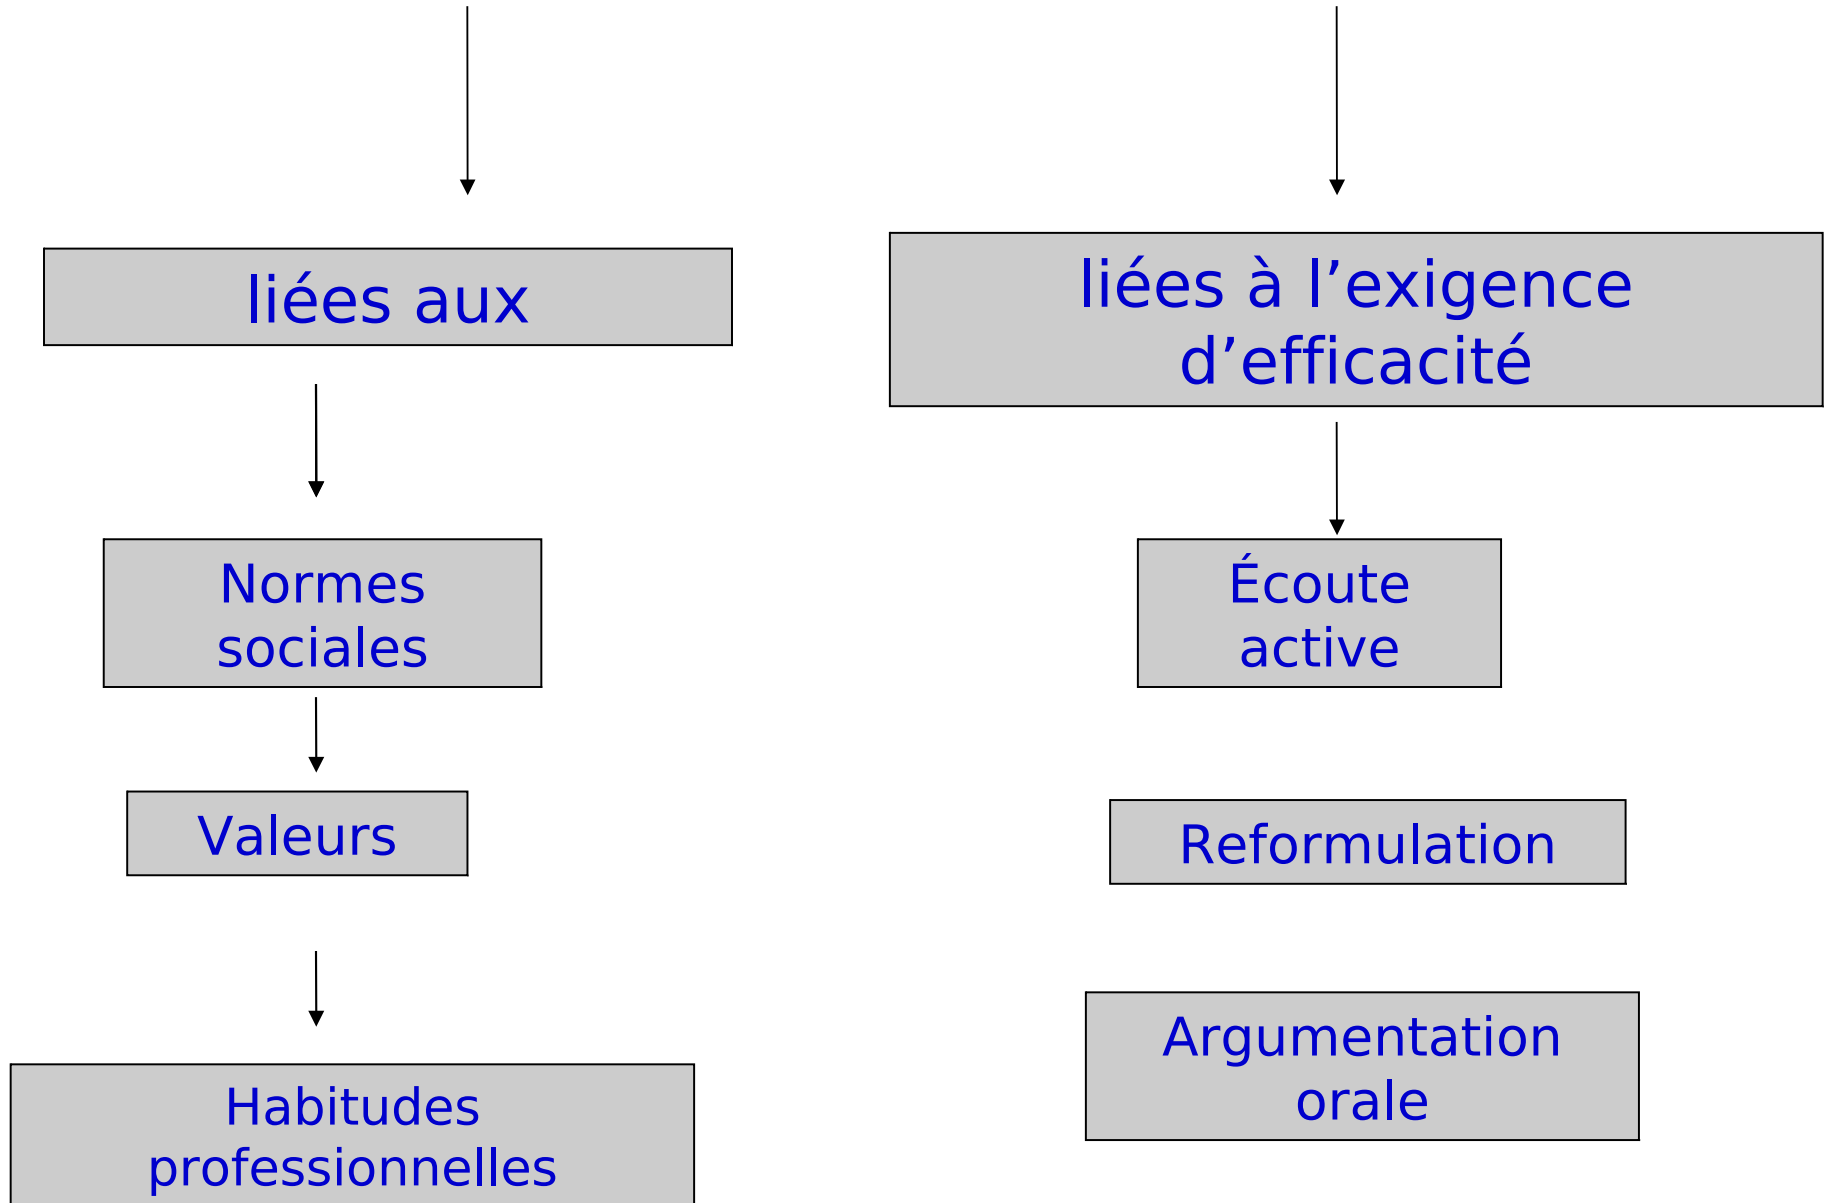 liées aux
liées à l’exigence
d’efficacité
Normes
sociales
Écoute
active
Valeurs
Reformulation
Argumentation
orale
Habitudes
professionnelles